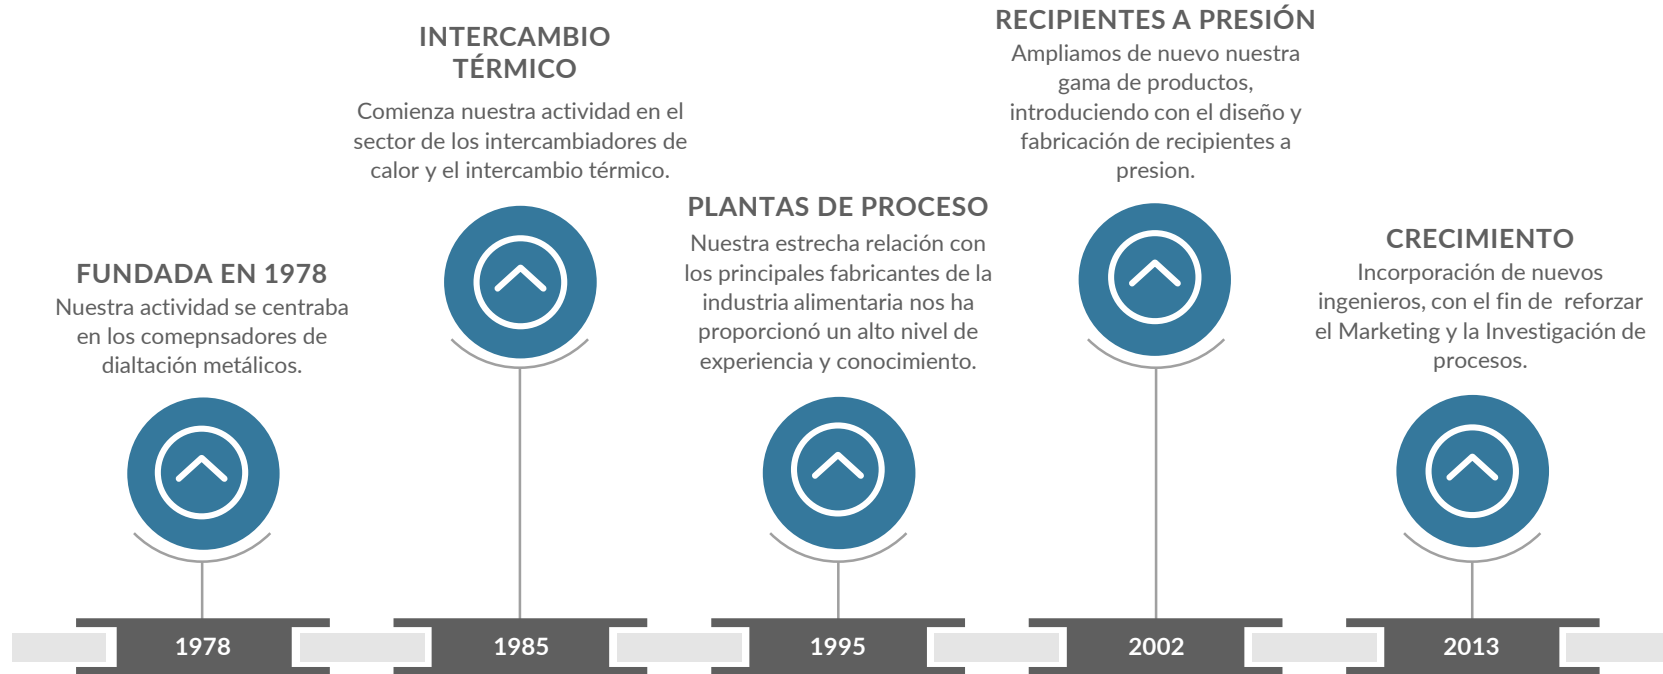 FUNDADA EN 1978
Nuestra actividad se centraba
en los comepnsadores de
dialtación metálicos.
1978
INTERCAMBIO
TÉRMICO
Comienza nuestra actividad en el
sector de los intercambiadores de
calor y el intercambio térmico.
1985
PLANTAS DE PROCESO
Nuestra estrecha relación con
los principales fabricantes de la
industria alimentaria nos ha
proporcionó un alto nivel de
experiencia y conocimiento.
1995
RECIPIENTES A PRESIÓN
Ampliamos de nuevo nuestra
gama de productos,
introduciendo con el diseño y
fabricación de recipientes a
presion.
2002
CRECIMIENTO
Incorporación de nuevos
ingenieros, con el fin de  reforzar
el Marketing y la Investigación de
procesos.
2013